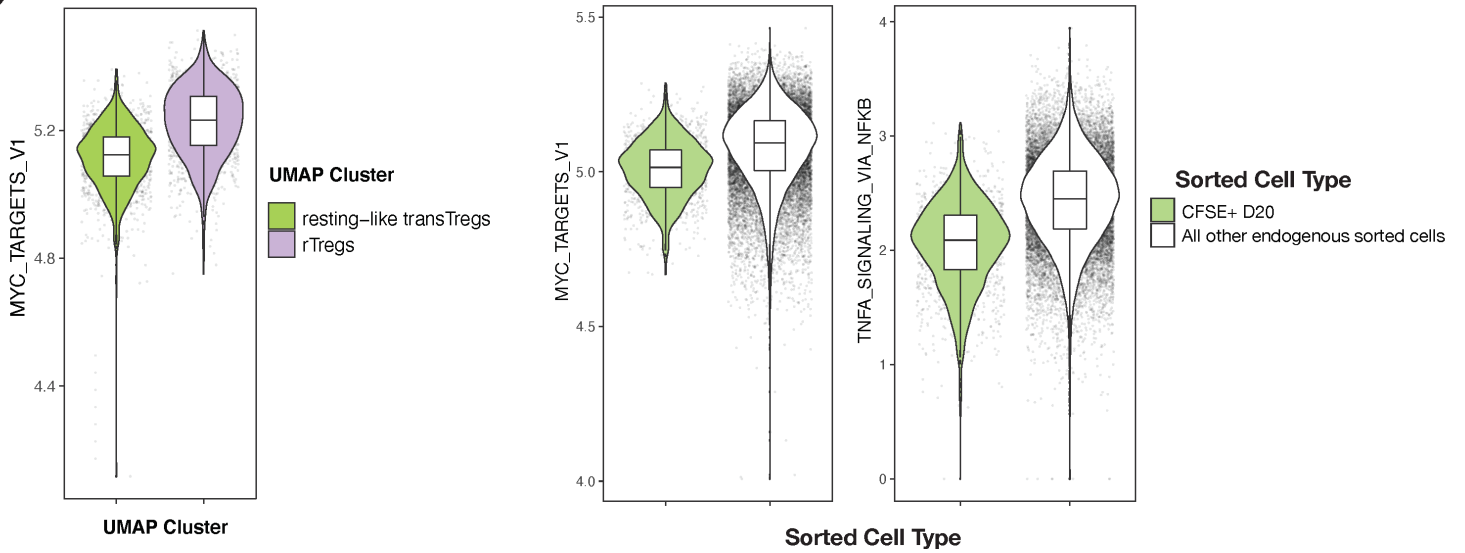 MYC_TARGETS_V1
5.2
4.8
4.4
UMAP Cluster
UMAP Cluster
resting-like transTregs
rTregs
MYC_TARGETS_V1
5.5
5.0
4.5
4.0
TNFA_SIGNALING_VIA_NFKB
4
3
2
1
0
Sorted Cell Type
Sorted Cell Type
CFSE+ D20
All other endogenous sorted cells